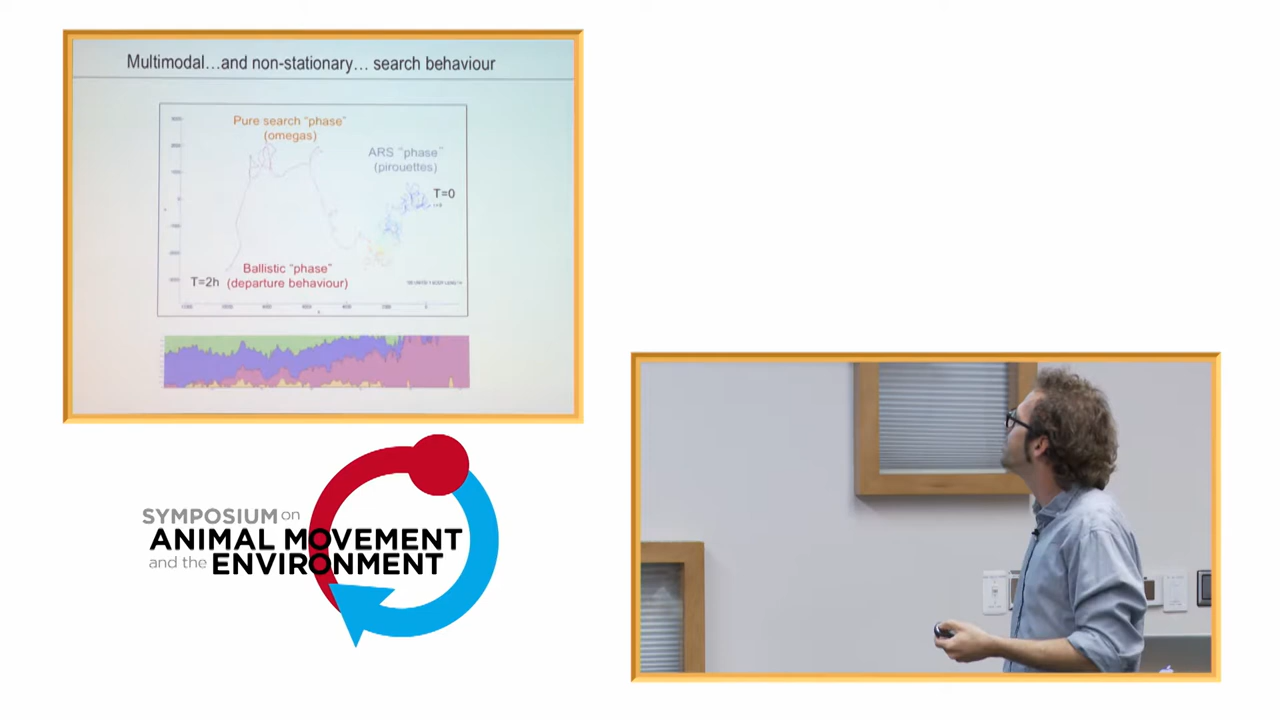 Multimodal…and non-stationary… search behaviour
Pure search "phase"
(omegas)
ARS "phase"
(pirouettes)
T=0
Ballistic "phase"
T=2h (departure behaviour)
SYMPOSIUM on
ANIMAL MOVEMENT
and the ENVIRONMENT